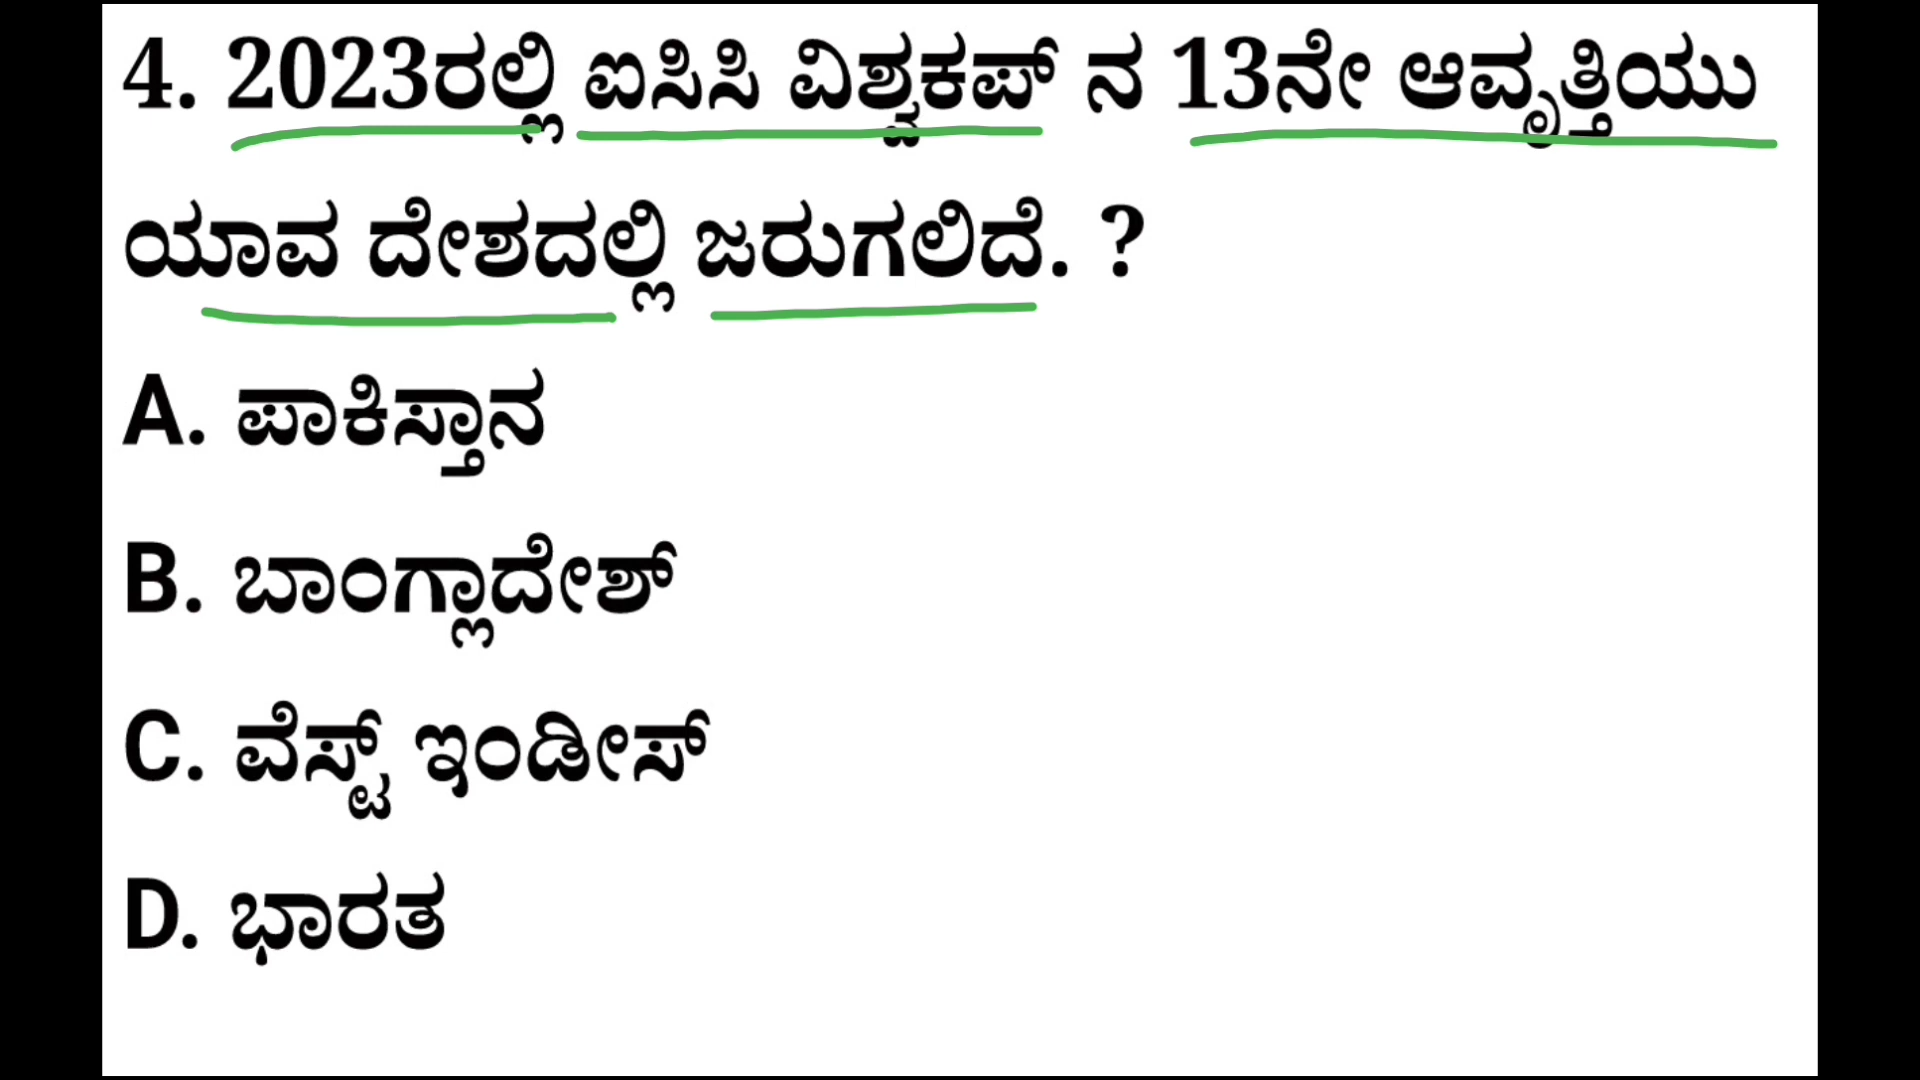 4. 2023ರಲ್ಲಿ ಐಸಿಸಿ ವಿಶ್ವಕಪ್ ನ 13ನೇ ಆವೃತ್ತಿಯು
ಯಾವ ದೇಶದಲ್ಲಿ ಜರುಗಲಿದೆ. ?
A. ಪಾಕಿಸ್ತಾನ
B. ಬಾಂಗ್ಲಾದೇಶ್
C. ವೆಸ್ಟ್ ಇಂಡೀಸ್
D. ಭಾರತ